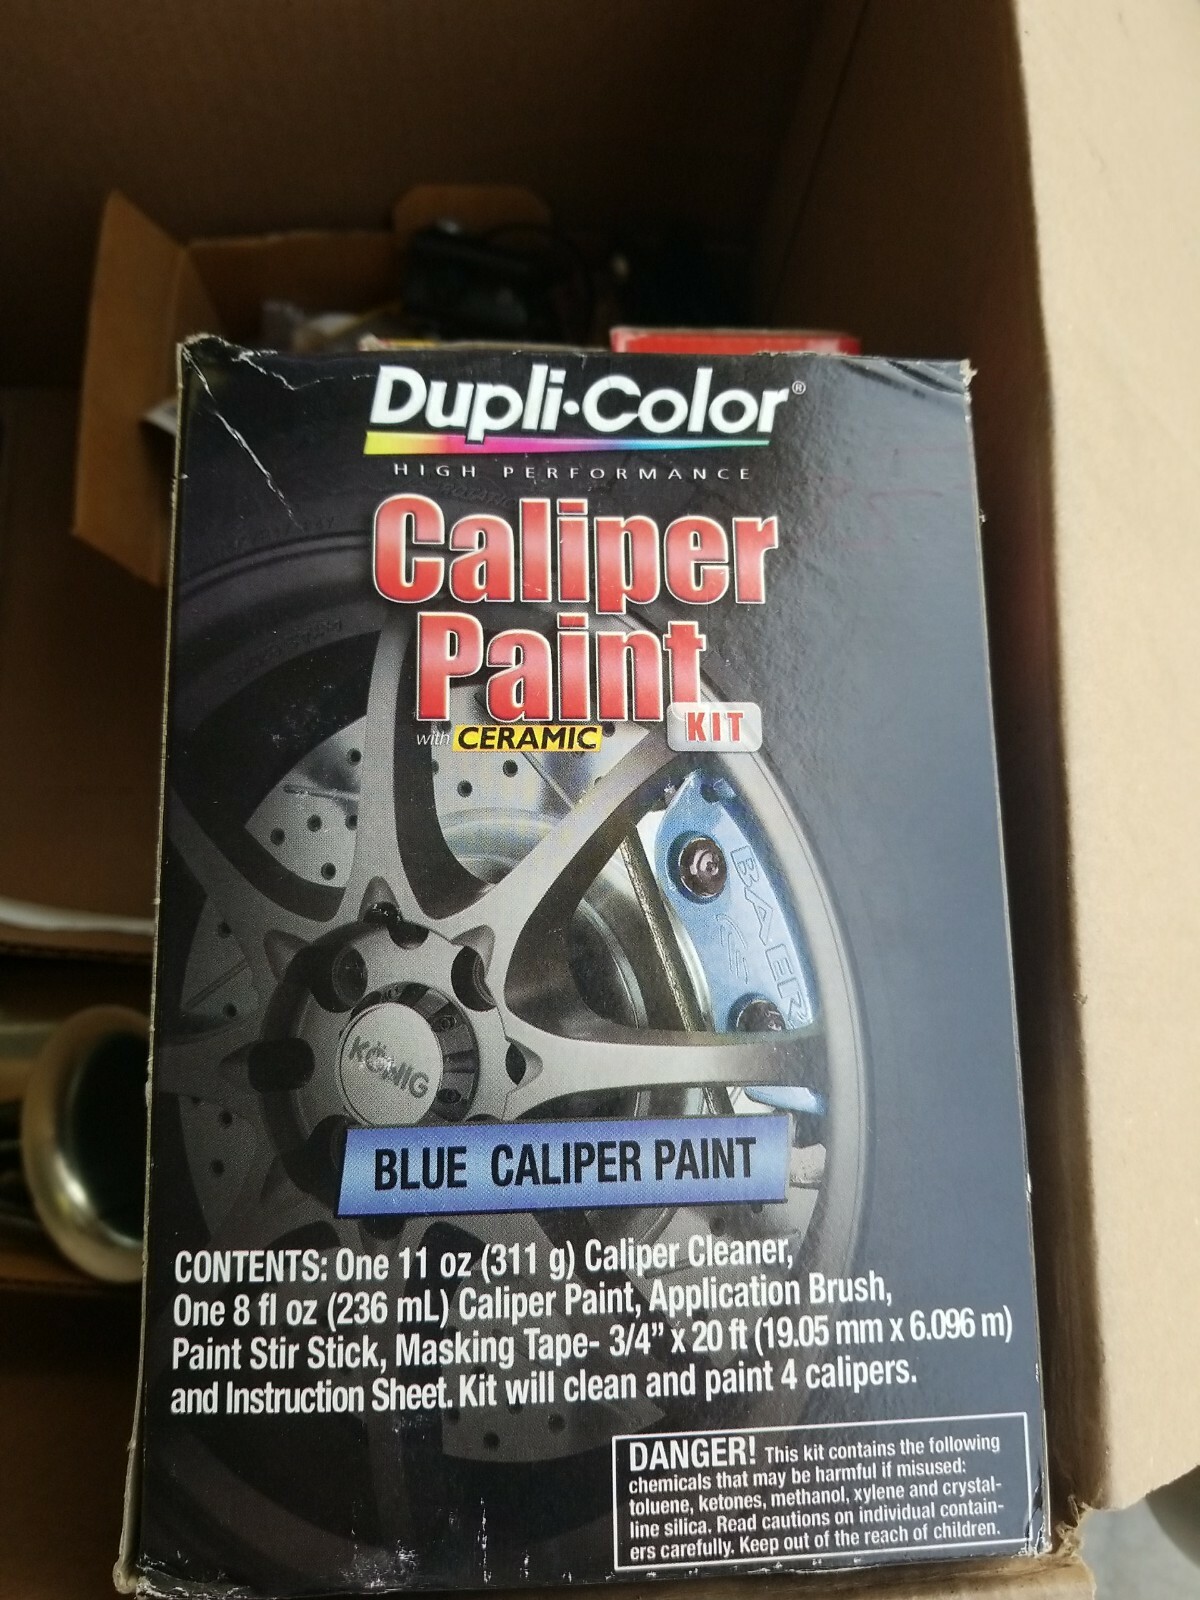 Dupli-Color®
HIGH PERFORMANCE
Caliper
Paint
KIT
with CERAMIC
BAER
KÖNIG
BLUE CALIPER PAINT
CONTENTS: One 11 oz (311 g) Caliper Cleaner,
One 8 fl oz (236 mL) Caliper Paint, Application Brush,
Paint Stir Stick, Masking Tape- 3/4" x 20 ft (19.05 mm x 6.096 m)
and Instruction Sheet. Kit will clean and paint 4 calipers.
DANGER! This kit contains the following
chemicals that may be harmful if misused:
toluene, ketones, methanol, xylene and crystal-
line silica. Read cautions on individual contain-
ers carefully. Keep out of the reach of children.